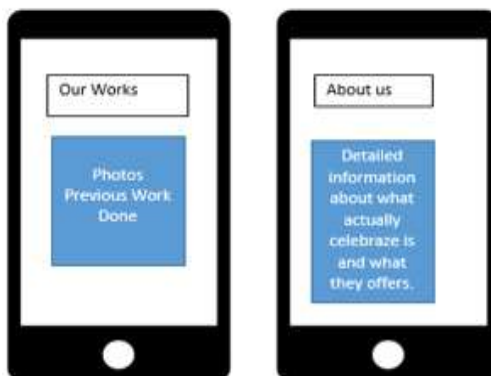 Our Works
Photos
Previous Work
Done
About us
Detailed
information
about what
actually
celebraze is
and what
they offers.